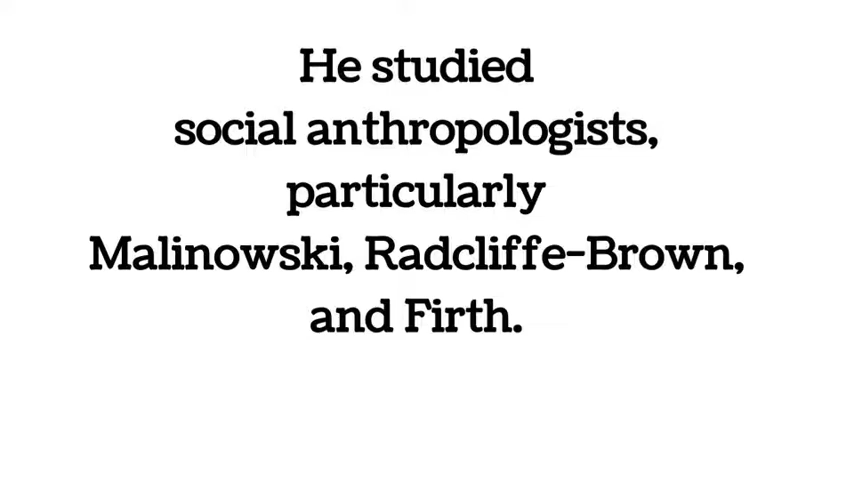 He studied
social anthropologists,
particularly
Malinowski, Radcliffe-Brown,
and Firth.